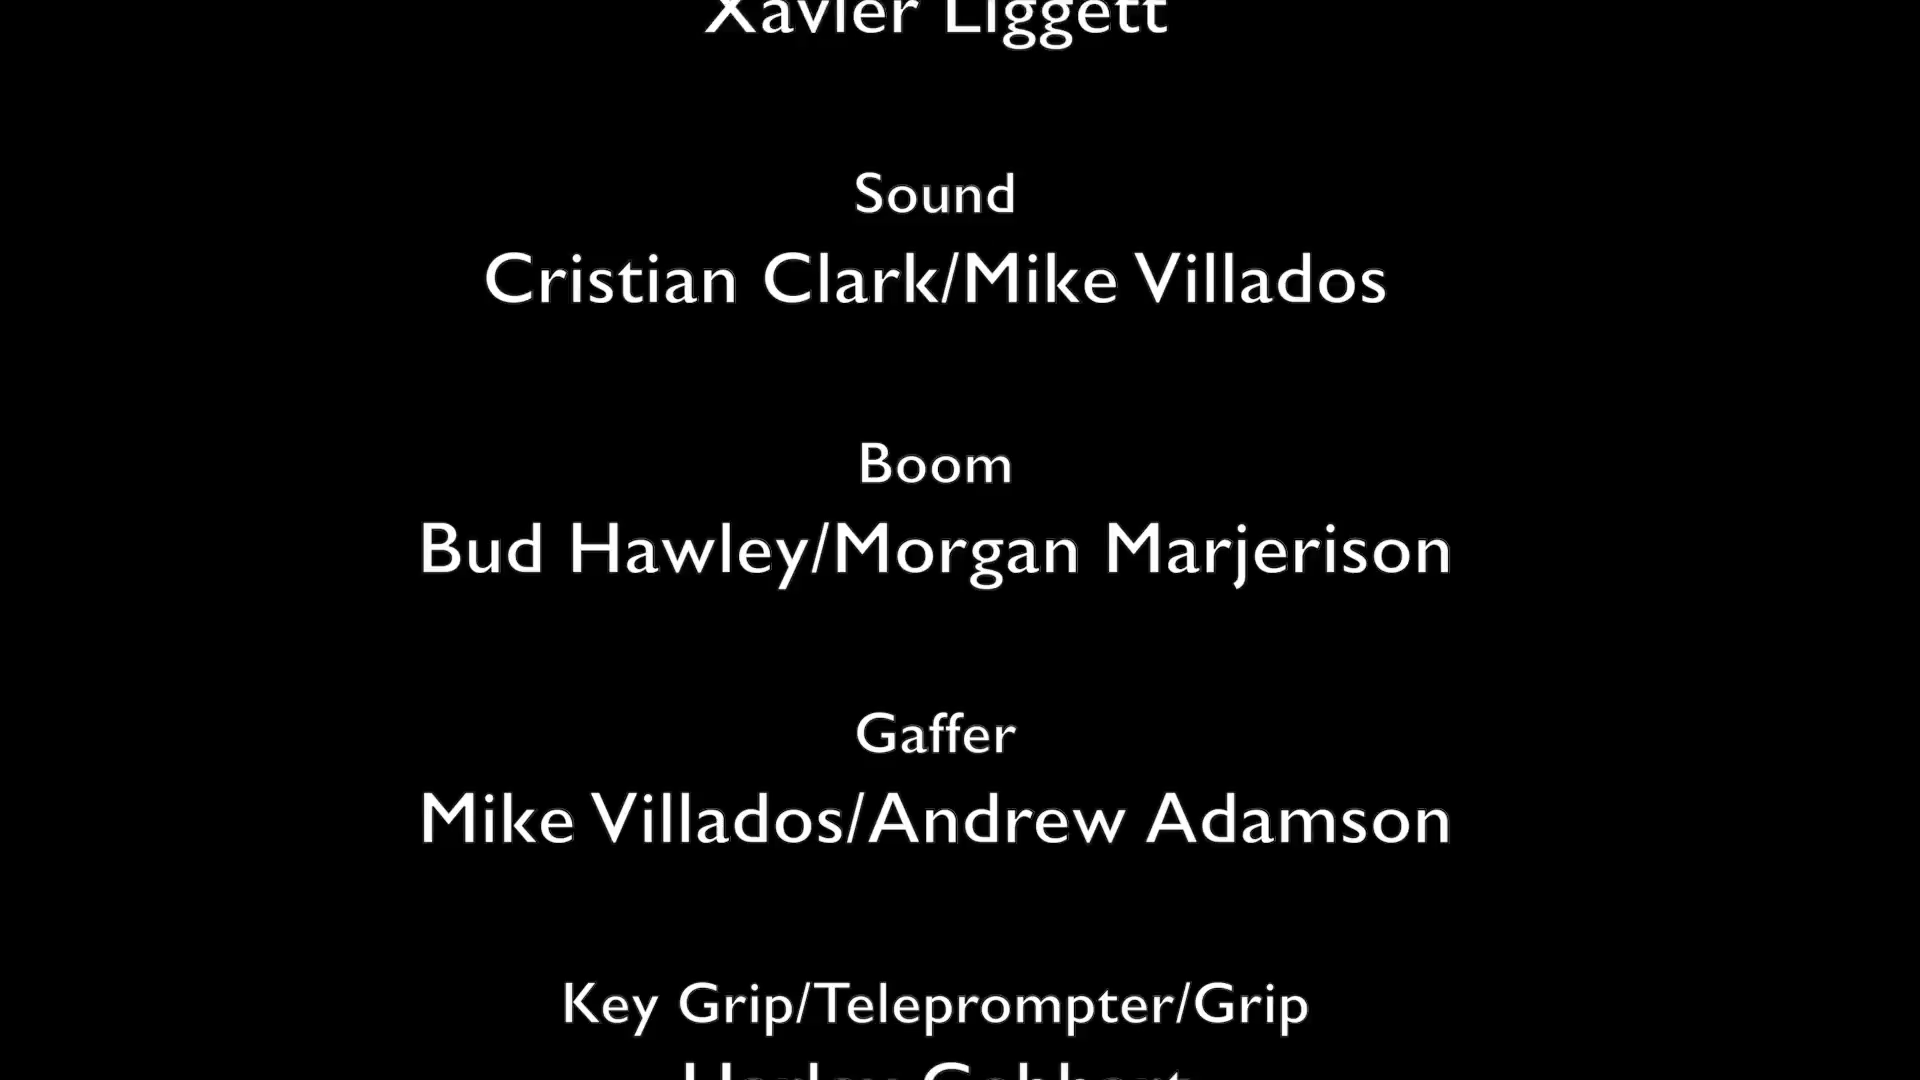 Xavier Liggett
Sound
Cristian Clark/Mike Villados
Boom
Bud Hawley/Morgan Marjerison
Gaffer
Mike Villados/Andrew Adamson
Key Grip/Teleprompter/Grip